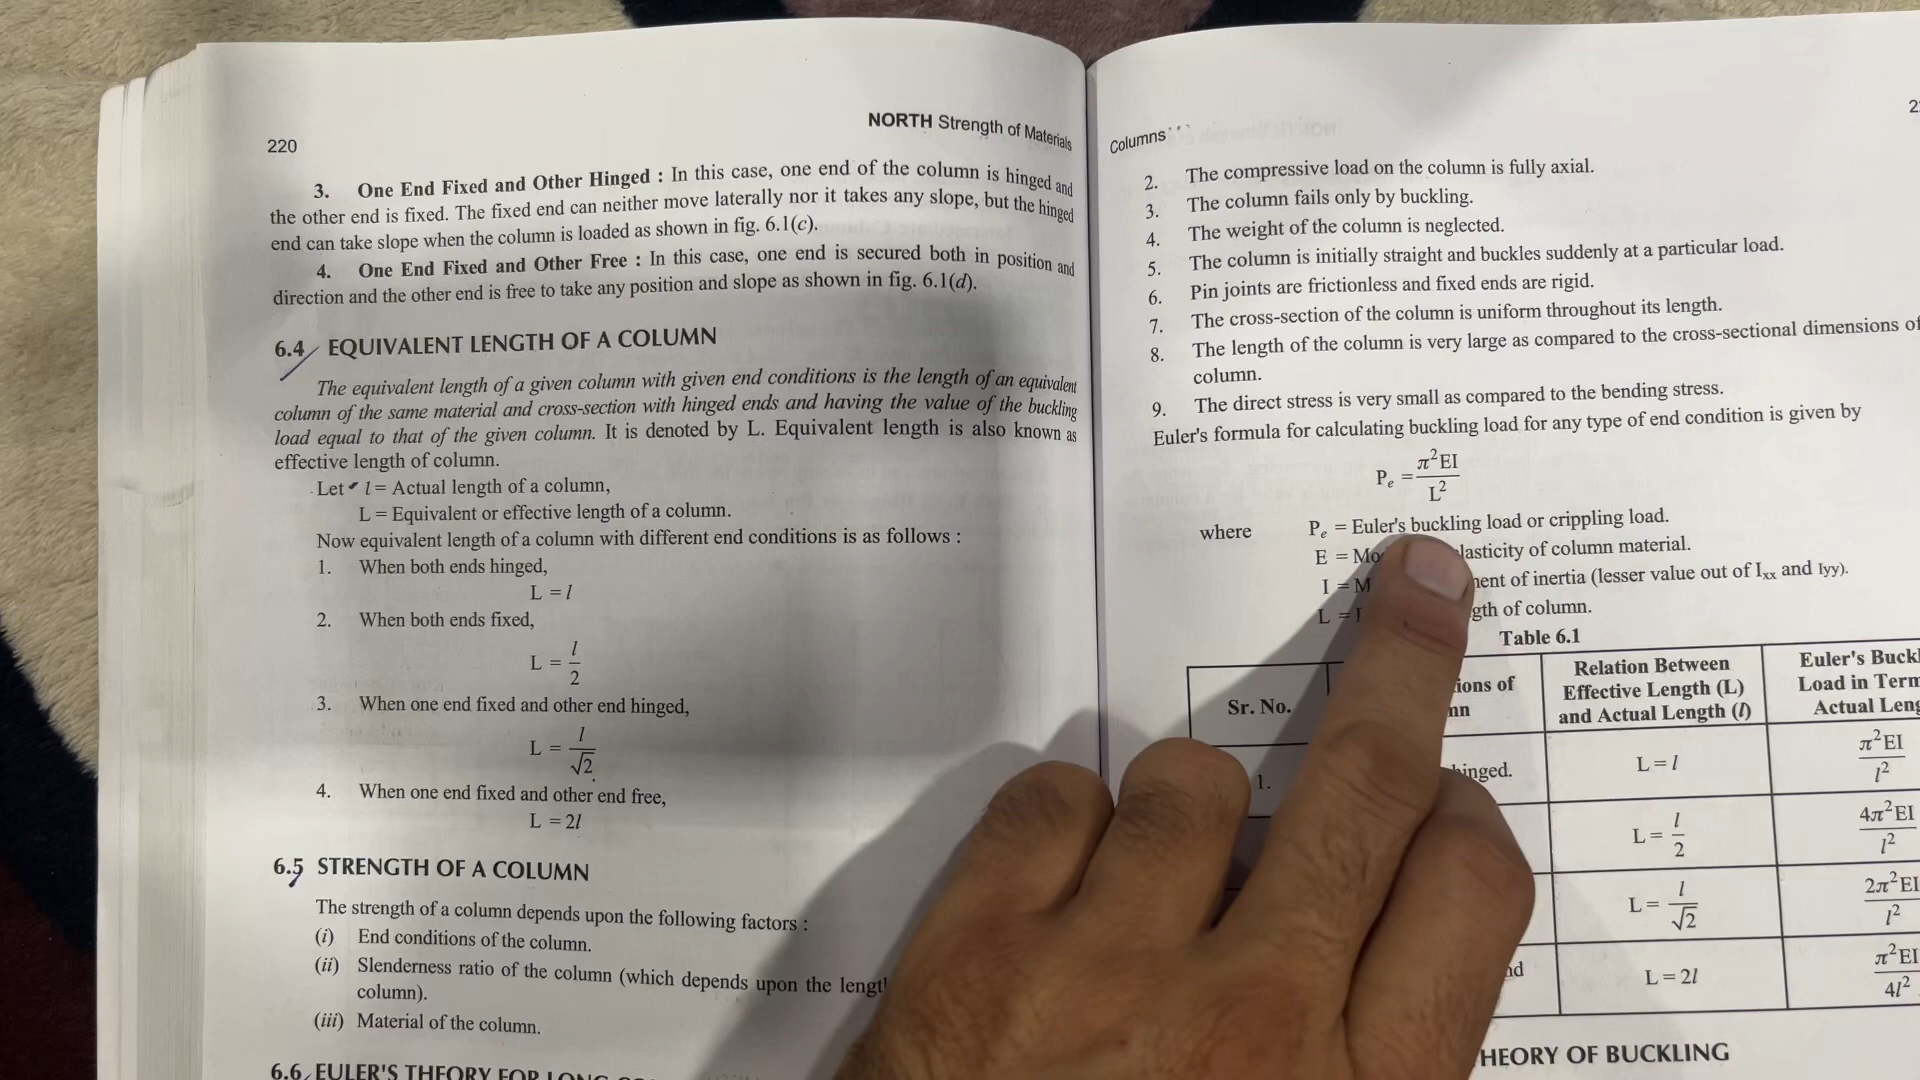 220
NORTH Strength of Materials
3. One End Fixed and Other Hinged : In this case, one end of the column is hinged and
the other end is fixed. The fixed end can neither move laterally nor it takes any slope, but the hinged
end can take slope when the column is loaded as shown in fig. 6.1(c).
4. One End Fixed and Other Free : In this case, one end is secured both in position and
direction and the other end is free to take any position and slope as shown in fig. 6.1(d).
6.4 EQUIVALENT LENGTH OF A COLUMN
The equivalent length of a given column with given end conditions is the length of an equivalent
column of the same material and cross-section with hinged ends and having the value of the buckling
load equal to that of the given column. It is denoted by L. Equivalent length is also known as
effective length of column.
Let l = Actual length of a column,
L = Equivalent or effective length of a column.
Now equivalent length of a column with different end conditions is as follows :
1. When both ends hinged,
L = l
2. When both ends fixed,
L = l/2
3. When one end fixed and other end hinged,
L = l/√2
4. When one end fixed and other end free,
L = 2l
6.5 STRENGTH OF A COLUMN
The strength of a column depends upon the following factors :
(i) End conditions of the column.
(ii) Slenderness ratio of the column (which depends upon the
column).
(iii) Material of the column.
6.6 EULER'S THEORY FOR LONG
Columns
2. The compressive load on the column is fully axial.
3. The column fails only by buckling.
4. The weight of the column is neglected.
5. The column is initially straight and buckles suddenly at a particular load.
6. Pin joints are frictionless and fixed ends are rigid.
7. The cross-section of the column is uniform throughout its length.
8. The length of the column is very large as compared to the cross-sectional dimensions of
column.
9. The direct stress is very small as compared to the bending stress.
Euler's formula for calculating buckling load for any type of end condition is given by
Pe = π²EI/L²
where Pe = Euler's buckling load or crippling load.
E = of column material.
I = of inertia (lesser value out of Ixx and Iyy).
L = of column.
Table 6.1
Sr. No.
Relation Between
Effective Length (L)
and Actual Length (l)
Euler's
Load in
Actual
1. hinged. L = l π²EI/l²
L = l/2 4π²EI/l²
L = l/√2 2π²EI/l²
L = 2l π²EI/4l²
OF BUCKLING